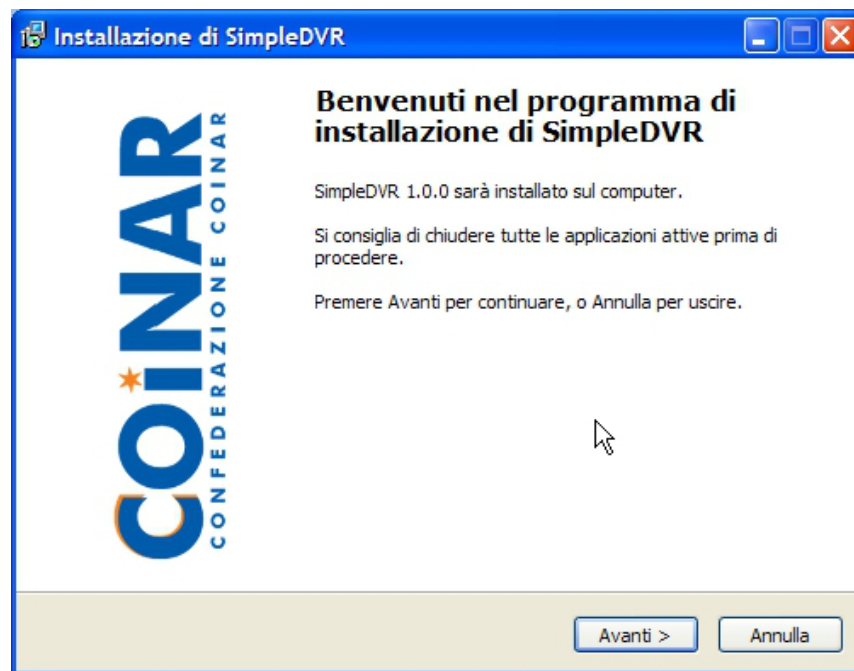 Installazione di SimpleDVR
Benvenuti nel programma di
installazione di SimpleDVR
SimpleDVR 1.0.0 sarà installato sul computer.
Si consiglia di chiudere tutte le applicazioni attive prima di
procedere.
Premere Avanti per continuare, o Annulla per uscire.
COiNAR
CONFEDERAZIONE COINAR
Avanti >
Annulla